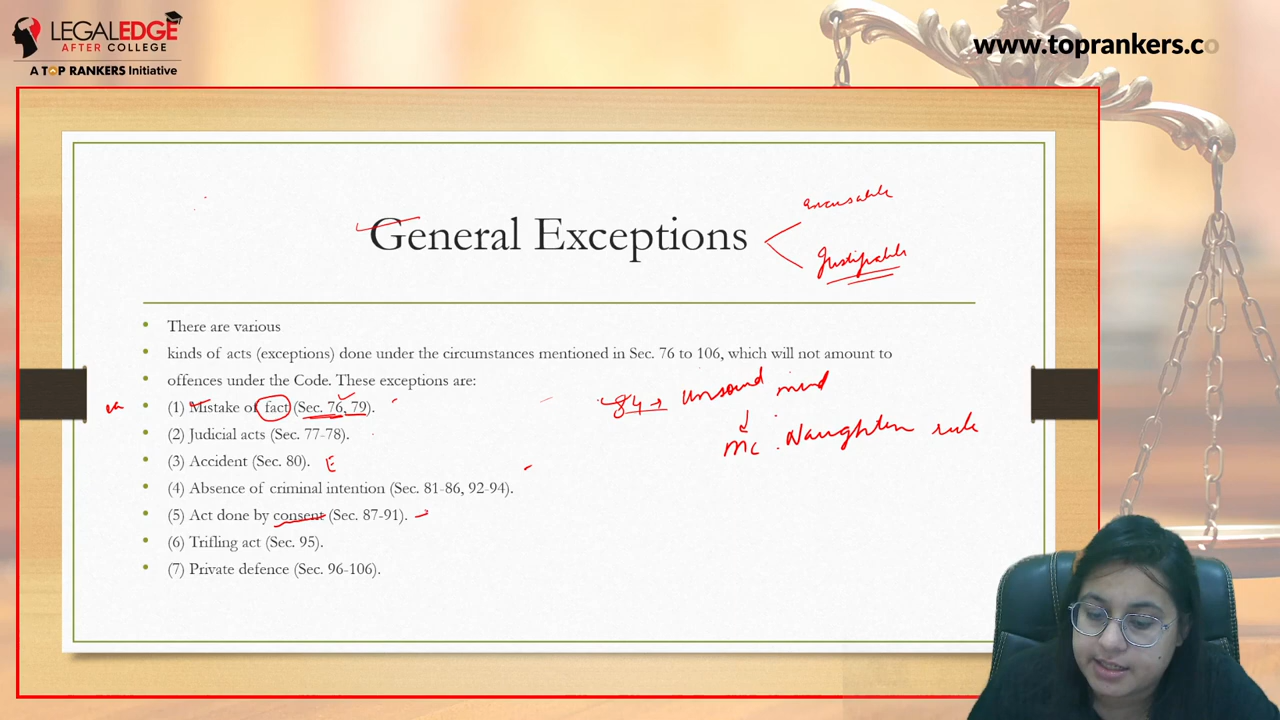 LEGALEDGE
AFTER COLLEGE
A TOP RANKERS Initiative
www.toprankers.co
General Exceptions
excusable
Justifiable
There are various
kinds of acts (exceptions) done under the circumstances mentioned in Sec. 76 to 106, which will not amount to
offences under the Code. These exceptions are:
(1) Mistake of fact (Sec. 76, 79).
(2) Judicial acts (Sec. 77-78).
(3) Accident (Sec. 80). E
(4) Absence of criminal intention (Sec. 81-86, 92-94).
(5) Act done by consent (Sec. 87-91).
(6) Trifling act (Sec. 95).
(7) Private defence (Sec. 96-106).
84 → unsound mind
Mc. Naughten rule